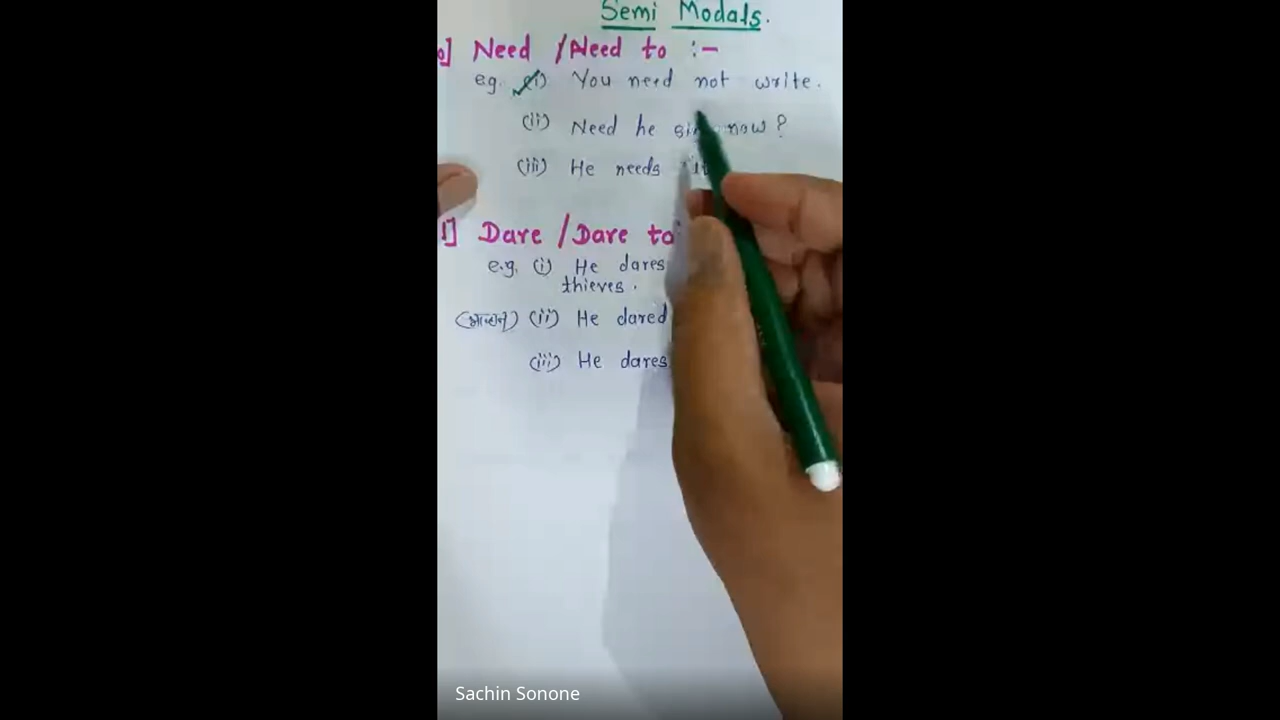 Semi Modals.
Need / Need to :-
e.g. (i) You need not write.
(ii) Need he now ?
(iii) He needs
1] Dare / Dare to
e.g. (i) He dares
thieves.
(ii) He dared
(iii) He dares
Sachin Sonone